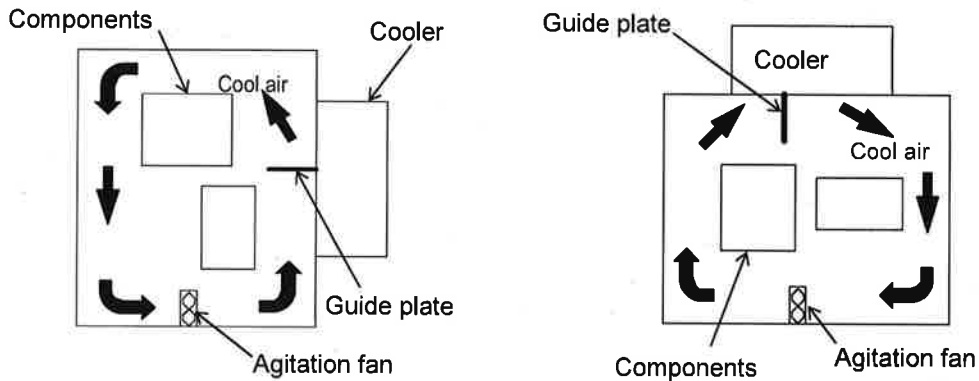 Components
Cooler
Cool air
Guide plate
Agitation fan
Guide plate
Cooler
Cool air
Components
Agitation fan